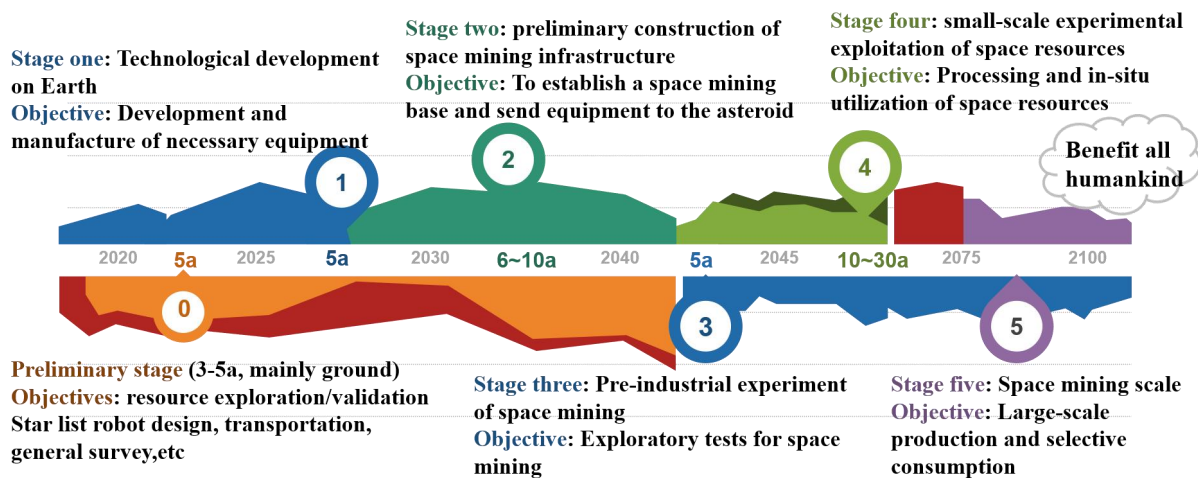 Stage one: Technological development
on Earth
Objective: Development and
manufacture of necessary equipment
Stage two: preliminary construction of
space mining infrastructure
Objective: To establish a space mining
base and send equipment to the asteroid
Stage four: small-scale experimental
exploitation of space resources
Objective: Processing and in-situ
utilization of space resources
Benefit all
humankind
1
2
4
2020 5a 2025 5a 2030 6~10a 2040 5a 2045 10~30a 2075 2100
0
3
5
Preliminary stage (3-5a, mainly ground)
Objectives: resource exploration/validation
Star list robot design, transportation,
general survey,etc
Stage three: Pre-industrial experiment
of space mining
Objective: Exploratory tests for space
mining
Stage five: Space mining scale
Objective: Large-scale
production and selective
consumption